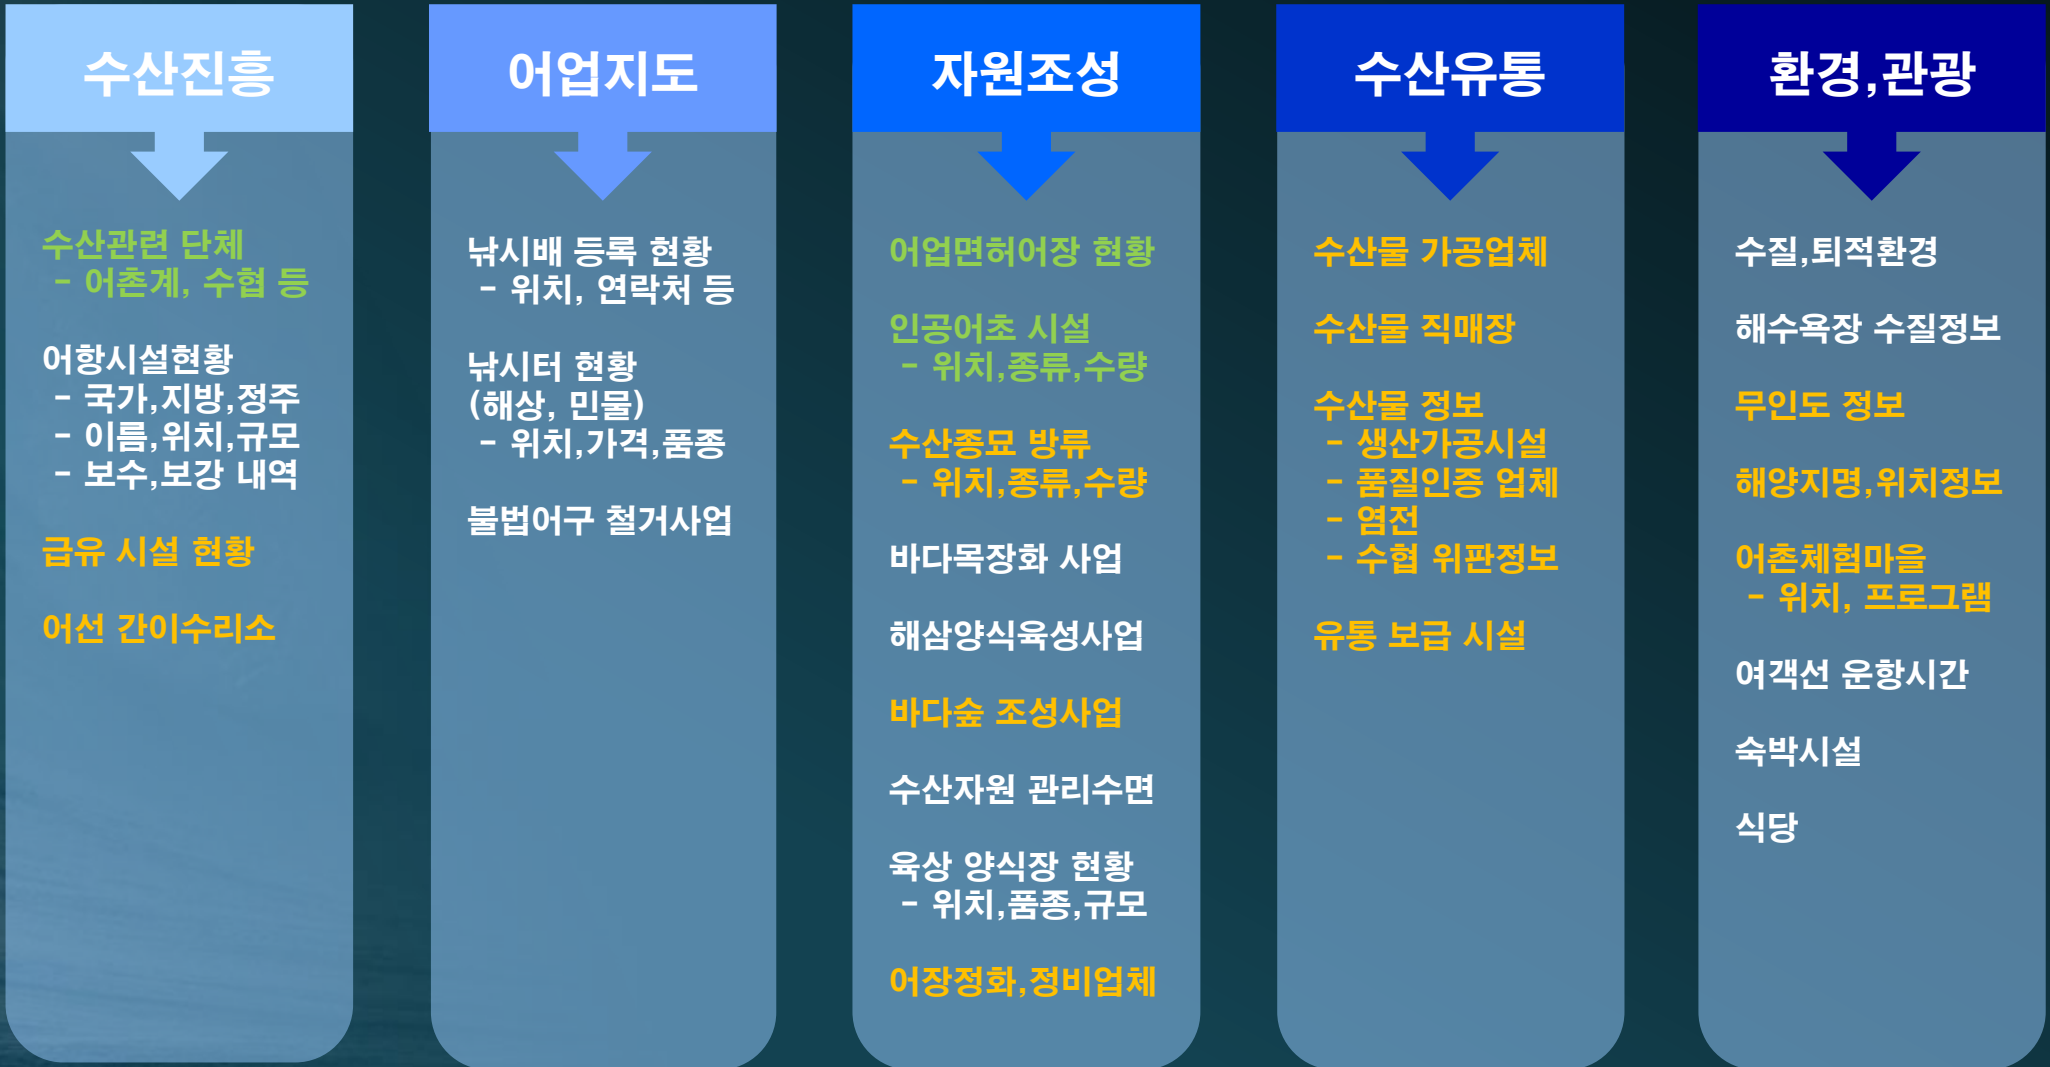 수산진흥
수산관련 단체
- 어촌계, 수협 등
어항시설현황
- 국가,지방,정주
- 이름,위치,규모
- 보수,보강 내역
급유 시설 현황
어선 간이수리소
어업지도
낚시배 등록 현황
- 위치, 연락처 등
낚시터 현황
(해상, 민물)
- 위치,가격,품종
불법어구 철거사업
자원조성
어업면허어장 현황
인공어초 시설
- 위치,종류,수량
수산종묘 방류
- 위치,종류,수량
바다목장화 사업
해삼양식육성사업
바다숲 조성사업
수산자원 관리수면
육상 양식장 현황
- 위치,품종,규모
어장정화,정비업체
수산유통
수산물 가공업체
수산물 직매장
수산물 정보
- 생산가공시설
- 품질인증 업체
- 염전
- 수협 위판정보
유통 보급 시설
환경,관광
수질,퇴적환경
해수욕장 수질정보
무인도 정보
해양지명,위치정보
어촌체험마을
- 위치, 프로그램
여객선 운항시간
숙박시설
식당